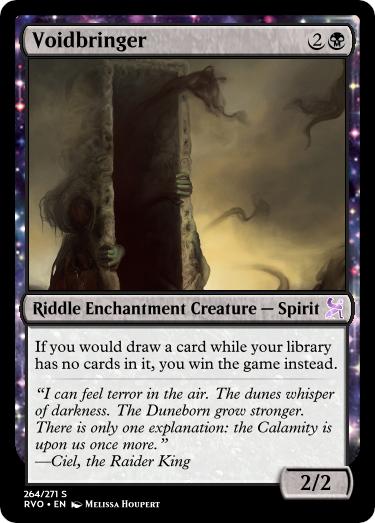 Voidbringer 2
Riddle Enchantment Creature — Spirit
If you would draw a card while your library
has no cards in it, you win the game instead.
“I can feel terror in the air. The dunes whisper
of darkness. The Duneborn grow stronger.
There is only one explanation: the Calamity is
upon us once more.”
—Ciel, the Raider King
2/2
264/271 S
RVO • EN Melissa Houpert